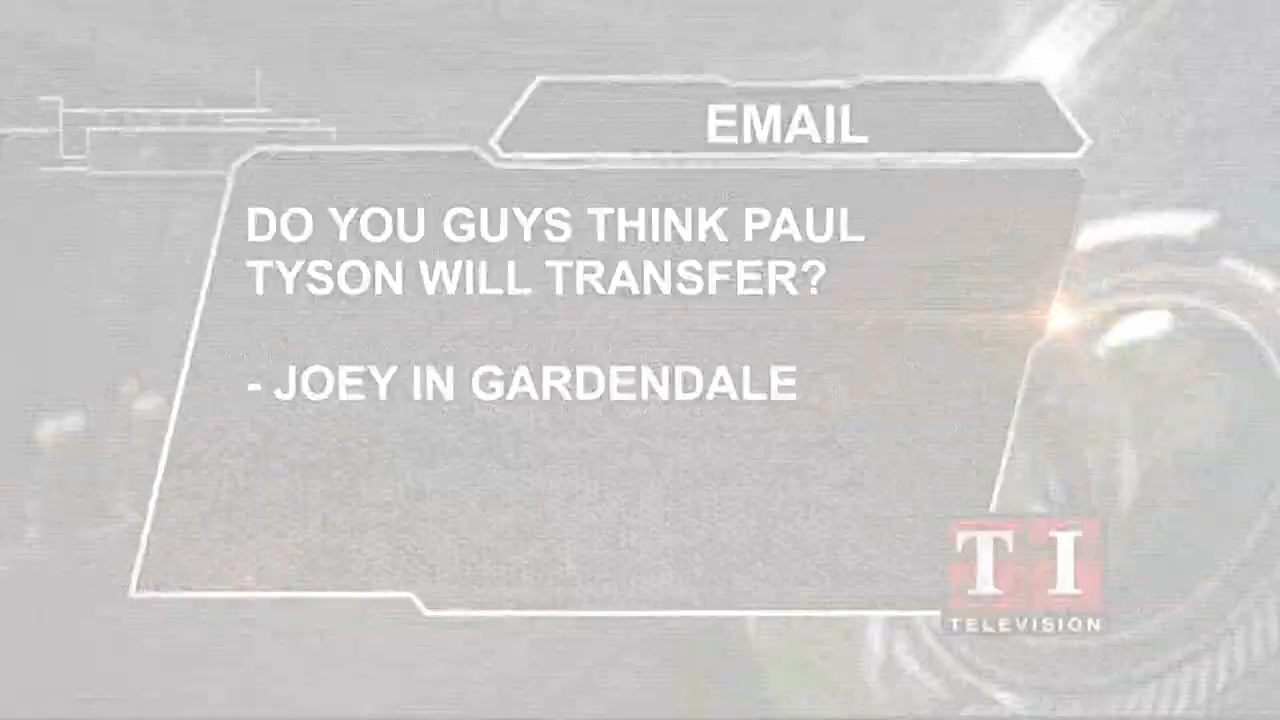 EMAIL
DO YOU GUYS THINK PAUL
TYSON WILL TRANSFER?
- JOEY IN GARDENDALE
TI
TELEVISION